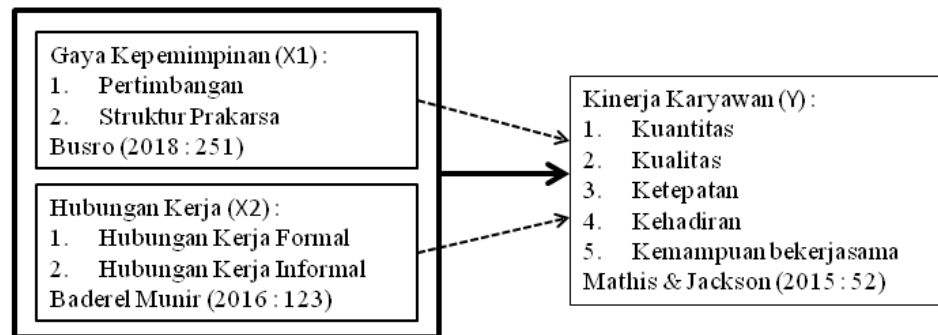 Gaya Kepemimpinan (X1) :
1. Pertimbangan
2. Struktur Prakarsa
Busro (2018 : 251)
Hubungan Kerja (X2) :
1. Hubungan Kerja Formal
2. Hubungan Kerja Informal
Baderel Munir (2016 : 123)
Kinerja Karyawan (Y) :
1. Kuantitas
2. Kualitas
3. Ketepatan
4. Kehadiran
5. Kemampuan bekerjasama
Mathis & Jackson (2015 : 52)